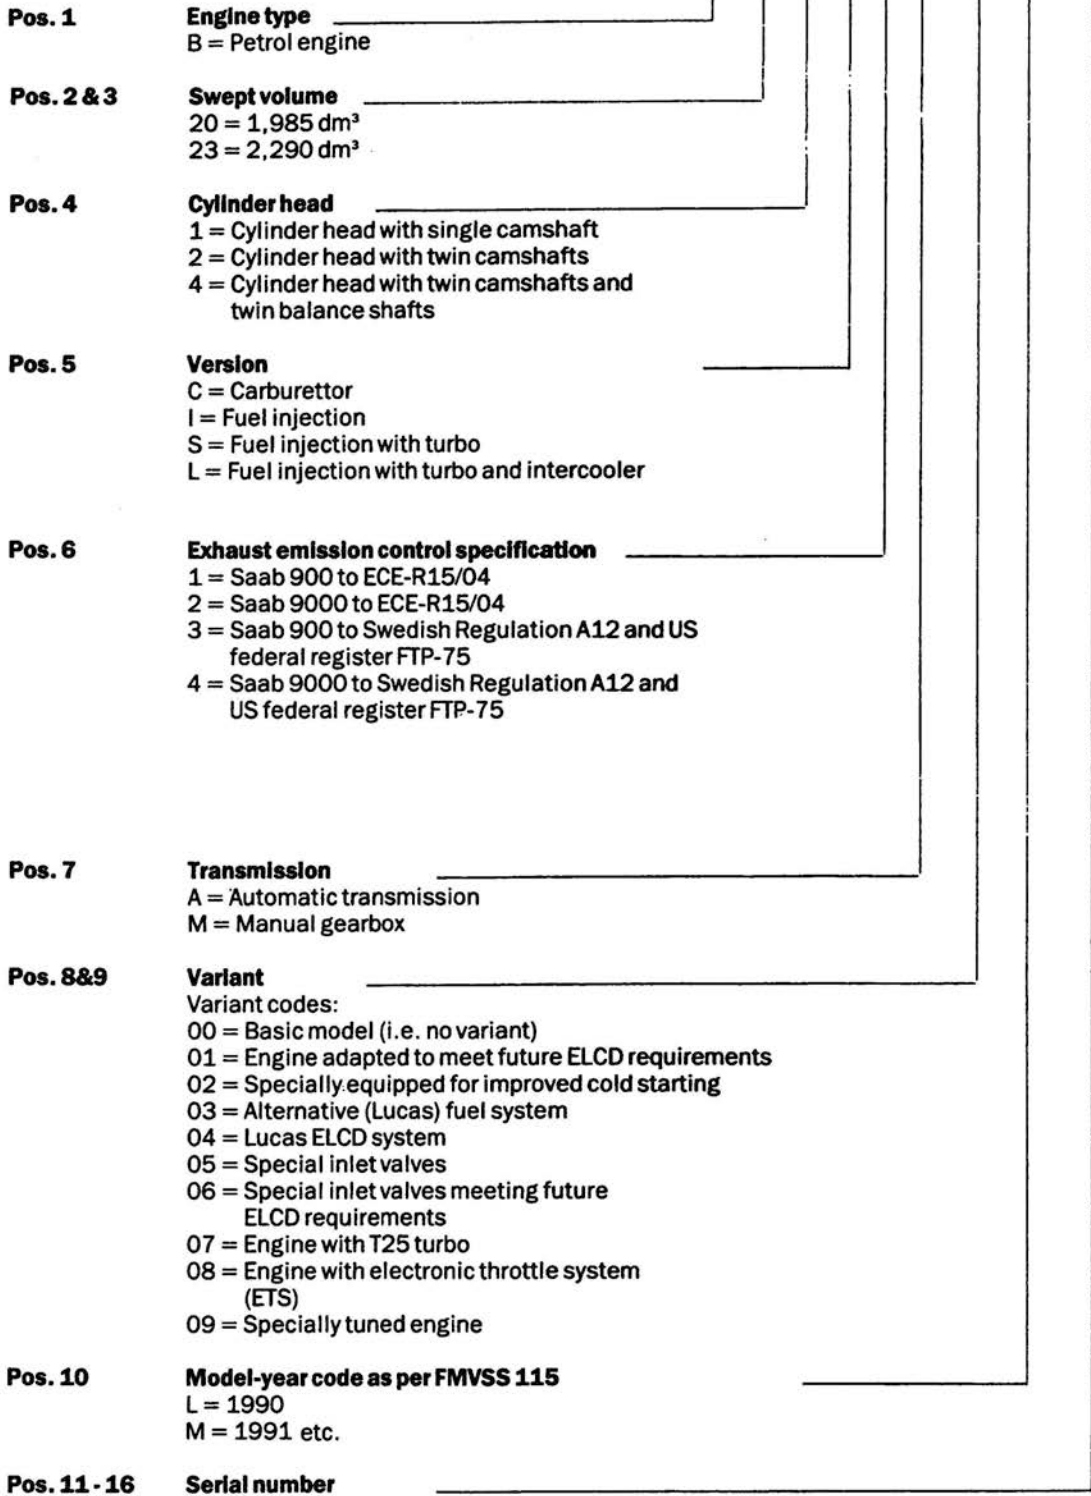 Pos. 1 Engine type
B = Petrol engine
Pos. 2 & 3 Swept volume
20 = 1,985 dm³
23 = 2,290 dm³
Pos. 4 Cylinder head
1 = Cylinder head with single camshaft
2 = Cylinder head with twin camshafts
4 = Cylinder head with twin camshafts and
twin balance shafts
Pos. 5 Version
C = Carburettor
I = Fuel injection
S = Fuel injection with turbo
L = Fuel injection with turbo and intercooler
Pos. 6 Exhaust emission control specification
1 = Saab 900 to ECE-R15/04
2 = Saab 9000 to ECE-R15/04
3 = Saab 900 to Swedish Regulation A12 and US
federal register FTP-75
4 = Saab 9000 to Swedish Regulation A12 and
US federal register FTP-75
Pos. 7 Transmission
A = Automatic transmission
M = Manual gearbox
Pos. 8&9 Variant
Variant codes:
00 = Basic model (i.e. no variant)
01 = Engine adapted to meet future ELCD requirements
02 = Specially equipped for improved cold starting
03 = Alternative (Lucas) fuel system
04 = Lucas ELCD system
05 = Special inlet valves
06 = Special inlet valves meeting future
ELCD requirements
07 = Engine with T25 turbo
08 = Engine with electronic throttle system
(ETS)
09 = Specially tuned engine
Pos. 10 Model-year code as per FMVSS 115
L = 1990
M = 1991 etc.
Pos. 11 - 16 Serial number